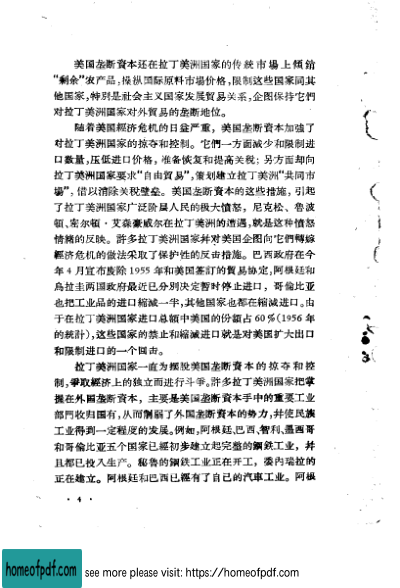 美国垄断資本还在拉丁美洲国家的传統市場上傾銷
“剩余”农产品，操纵国际原料市場价格，限制这些国家同其
他国家，特別是社会主义国家发展貿易关系，企图保持它們
对拉丁美洲国家对外貿易的垄断地位。
随着美国經济危机的日益严重，美国垄断資本加強了
对拉丁美洲国家的掠夺和控制。它們一方面减少和限制进
口数量，压低进口价格，准备恢复和提高关稅；另方面却向
拉丁美洲国家要求“自由貿易”，策划建立拉丁美洲“共同市
場”，借以消除关稅壁垒。美国垄断資本的这些措施，引起
了拉丁美洲国家广泛阶层人民的极大憤怒，尼克松、魯波
頓、密尔頓·艾森豪威尔在拉丁美洲的遭遇，就是这种憤怒
情緒的反映。許多拉丁美洲国家幷对美国企图向它們轉嫁
經济危机的做法采取了保护性的反击措施。巴西政府在今
年4月宣布廢除1955年和美国簽訂的貿易协定，阿根廷和
烏拉圭两国政府最近已分別决定暫时停止进口，哥倫比亚
也把工业品的进口縮减一半，其他国家也都在縮减进口。由
于在拉丁美洲国家进口总額中美国的份額占60％（1956年
的統計），这些国家的禁止和縮减进口就是对美国扩大出口
和限制进口的一个回击。
拉丁美洲国家一直为摆脫美国垄断資本的掠夺和控
制，爭取經济上的独立而进行斗爭。許多拉丁美洲国家把掌
握在外国垄断資本，主要是美国垄断資本手中的重要工业
部門收归国有，从而削弱了外国垄断資本的势力，幷使民族
工业得到一定程度的发展。例如，阿根廷、巴西、智利、墨西哥
和哥倫比亚五个国家已經初步建立起完整的鋼鉄工业，幷
且都已投入生产。秘魯的鋼鉄工业正在开工，委內瑞拉的
正在建立。阿根廷和巴西已經有了自己的汽車工业。阿根
· 4 ·
homeofpdf.com
see more please visit: https://homeofpdf.com